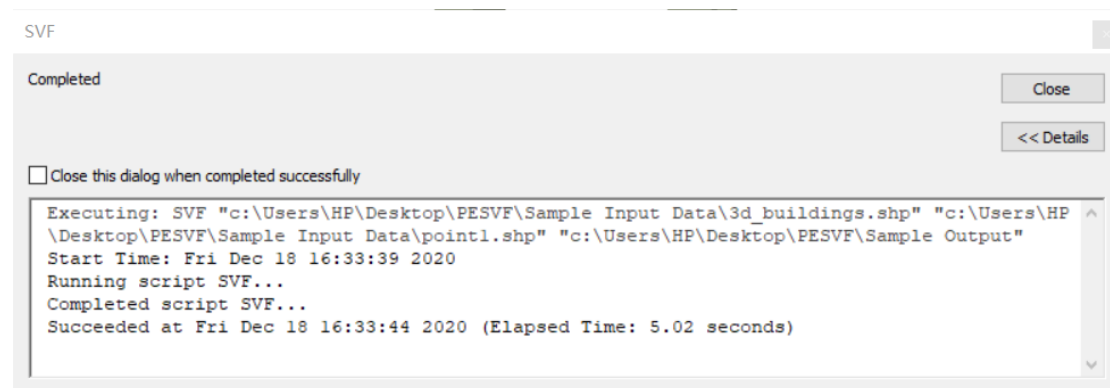 SVF
Completed
Close
<< Details
Close this dialog when completed successfully
Executing: SVF "c:\Users\HP\Desktop\PESVF\Sample Input Data\3d_buildings.shp" "c:\Users\HP
\Desktop\PESVF\Sample Input Data\point1.shp" "c:\Users\HP\Desktop\PESVF\Sample Output"
Start Time: Fri Dec 18 16:33:39 2020
Running script SVF...
Completed script SVF...
Succeeded at Fri Dec 18 16:33:44 2020 (Elapsed Time: 5.02 seconds)